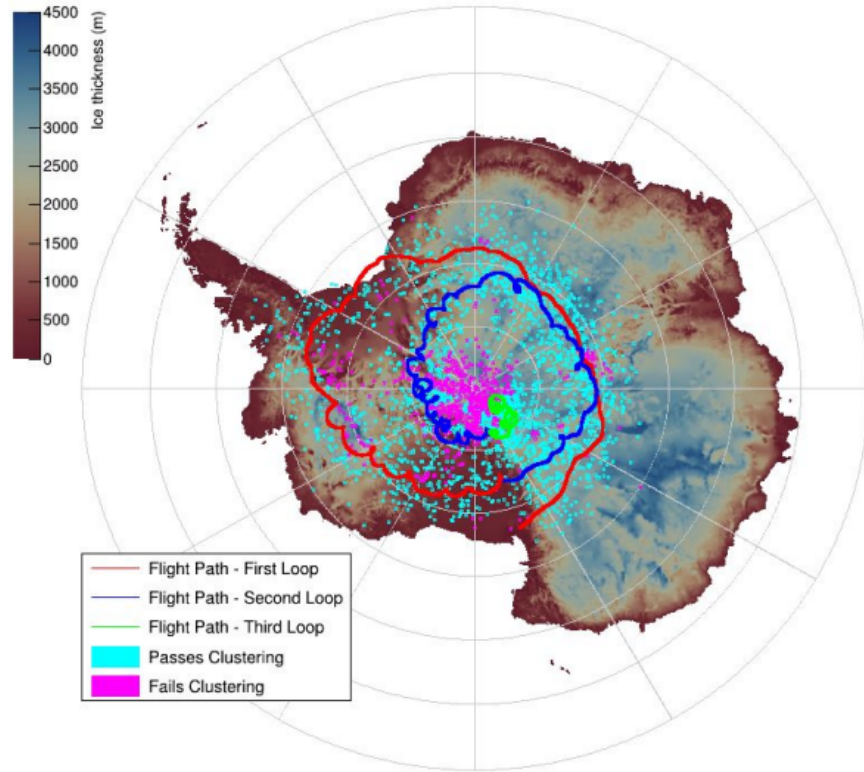 4500
4000
3500
3000
2500
2000
1500
1000
500
0
Ice thickness (m)
Flight Path - First Loop
Flight Path - Second Loop
Flight Path - Third Loop
Passes Clustering
Fails Clustering